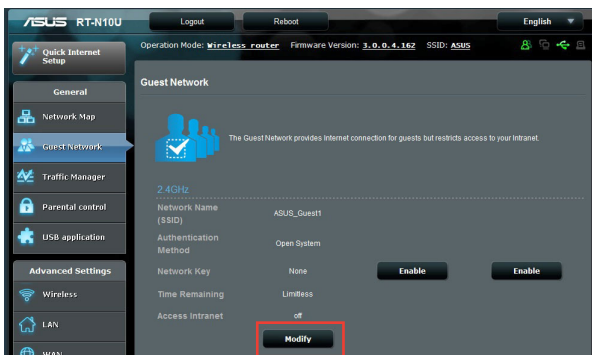 ASUS RT-N10U Logout Reboot English
Quick Internet Setup
Operation Mode: Wireless router Firmware Version: 3.0.0.4.162 SSID: ASUS
General
Network Map
Guest Network
Traffic Manager
Parental control
USB application
Advanced Settings
Wireless
LAN
WAN
Guest Network
The Guest Network provides Internet connection for guests but restricts access to your Intranet.
2.4GHz
Network Name (SSID) ASUS_Guest1
Authentication Method Open System
Network Key None Enable Enable
Time Remaining Limitless
Access Intranet off
Modify